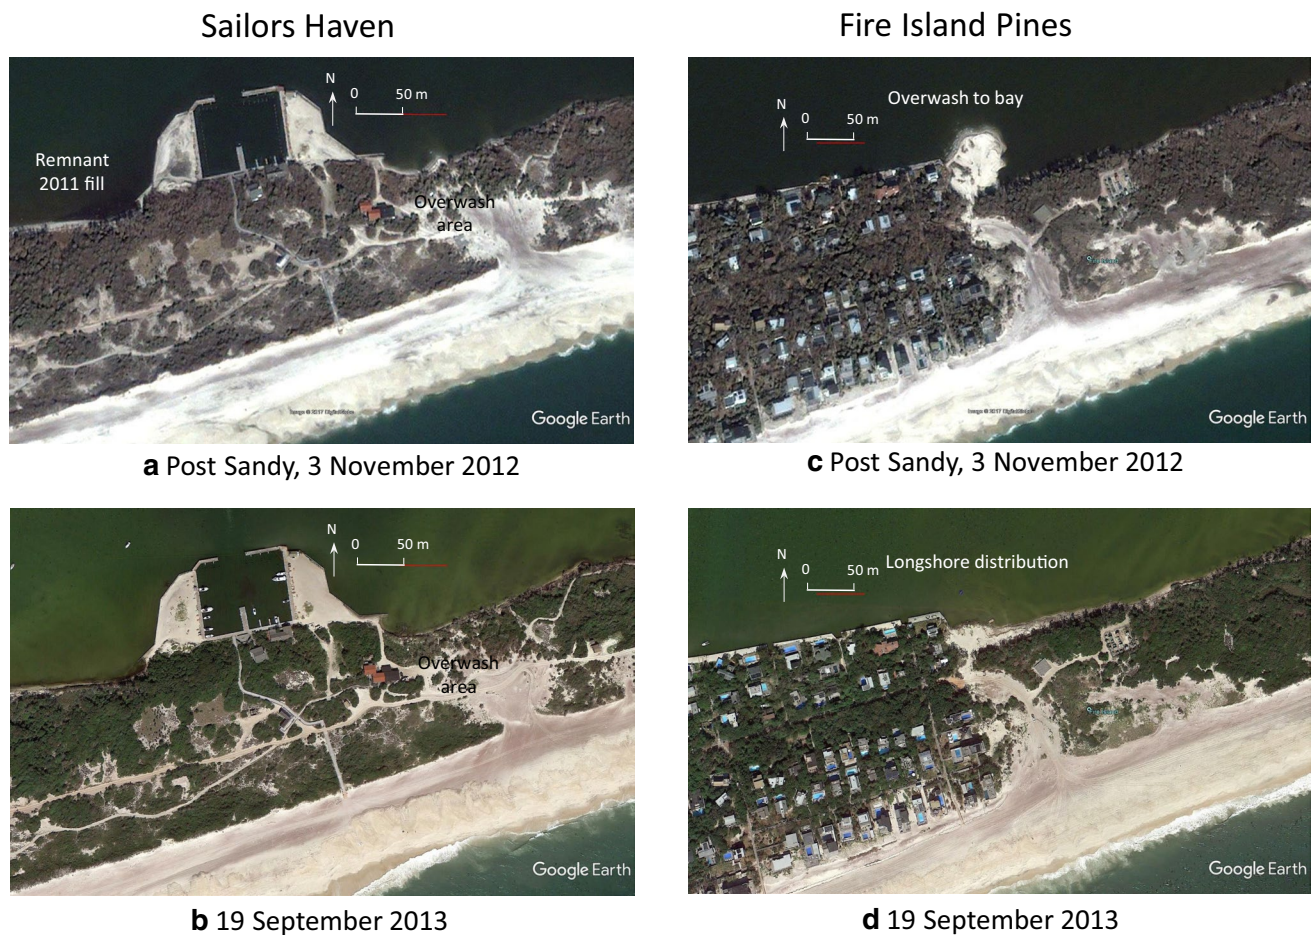 Sailors Haven
Fire Island Pines
N
0 50 m
Remnant
2011 fill
Overwash
area
Google Earth
a Post Sandy, 3 November 2012
N
0 50 m
Overwash to bay
Google Earth
c Post Sandy, 3 November 2012
N
0 50 m
Overwash
area
Google Earth
b 19 September 2013
N
0 50 m
Longshore distribution
Google Earth
d 19 September 2013